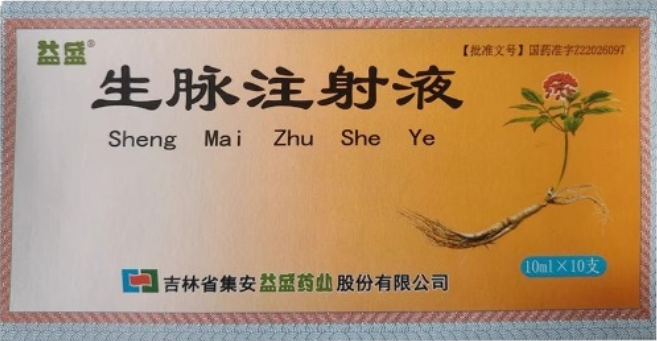 益盛®
【批准文号】国药准字Z22026097
生脉注射液
Sheng Mai Zhu She Ye
10ml×10支
吉林省集安益盛药业股份有限公司